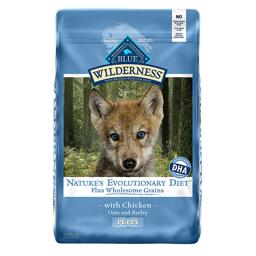 NO
BLUE
WILDERNESS
DHA
NATURE'S EVOLUTIONARY DIET
Plus Wholesome Grains
with Chicken
Oats and Barley
PUPPY